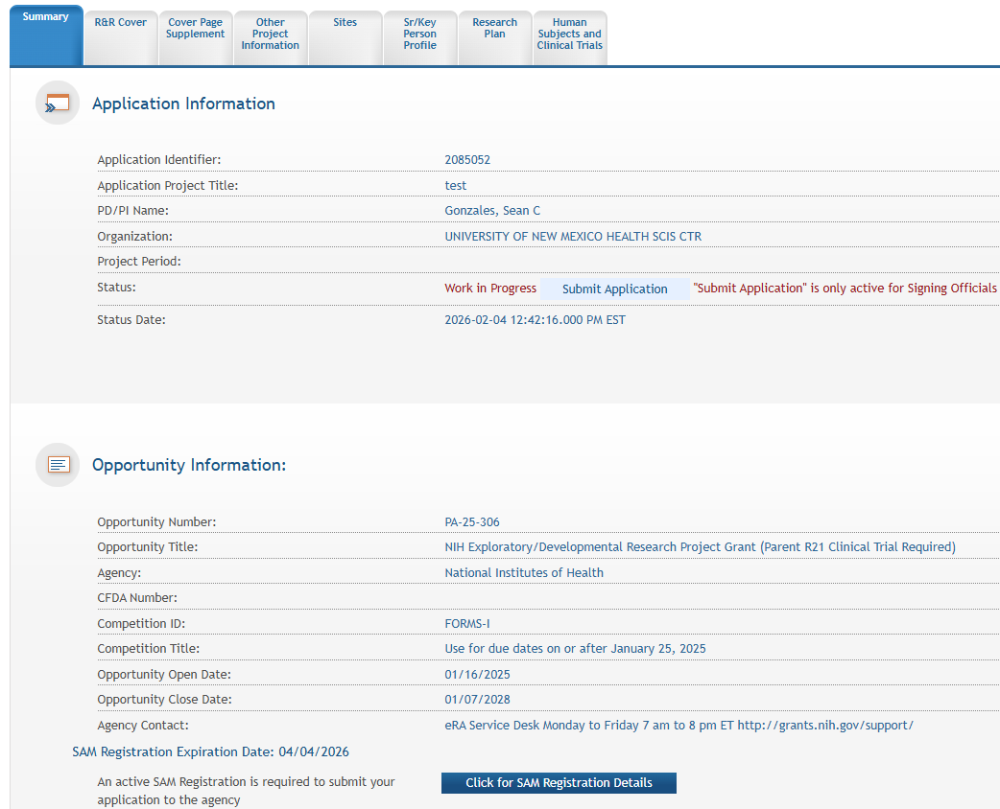 Summary
R&R Cover
Cover Page
Supplement
Other
Project
Information
Sites
Sr/Key
Person
Profile
Research
Plan
Human
Subjects and
Clinical Trials
Application Information
Application Identifier: 2085052
Application Project Title: test
PD/PI Name: Gonzales, Sean C
Organization: UNIVERSITY OF NEW MEXICO HEALTH SCIS CTR
Project Period:
Status: Work in Progress Submit Application "Submit Application" is only active for Signing Officials
Status Date: 2026-02-04 12:42:16.000 PM EST
Opportunity Information:
Opportunity Number: PA-25-306
Opportunity Title: NIH Exploratory/Developmental Research Project Grant (Parent R21 Clinical Trial Required)
Agency: National Institutes of Health
CFDA Number:
Competition ID: FORMS-I
Competition Title: Use for due dates on or after January 25, 2025
Opportunity Open Date: 01/16/2025
Opportunity Close Date: 01/07/2028
Agency Contact: eRA Service Desk Monday to Friday 7 am to 8 pm ET http://grants.nih.gov/support/
SAM Registration Expiration Date: 04/04/2026
An active SAM Registration is required to submit your
application to the agency
Click for SAM Registration Details